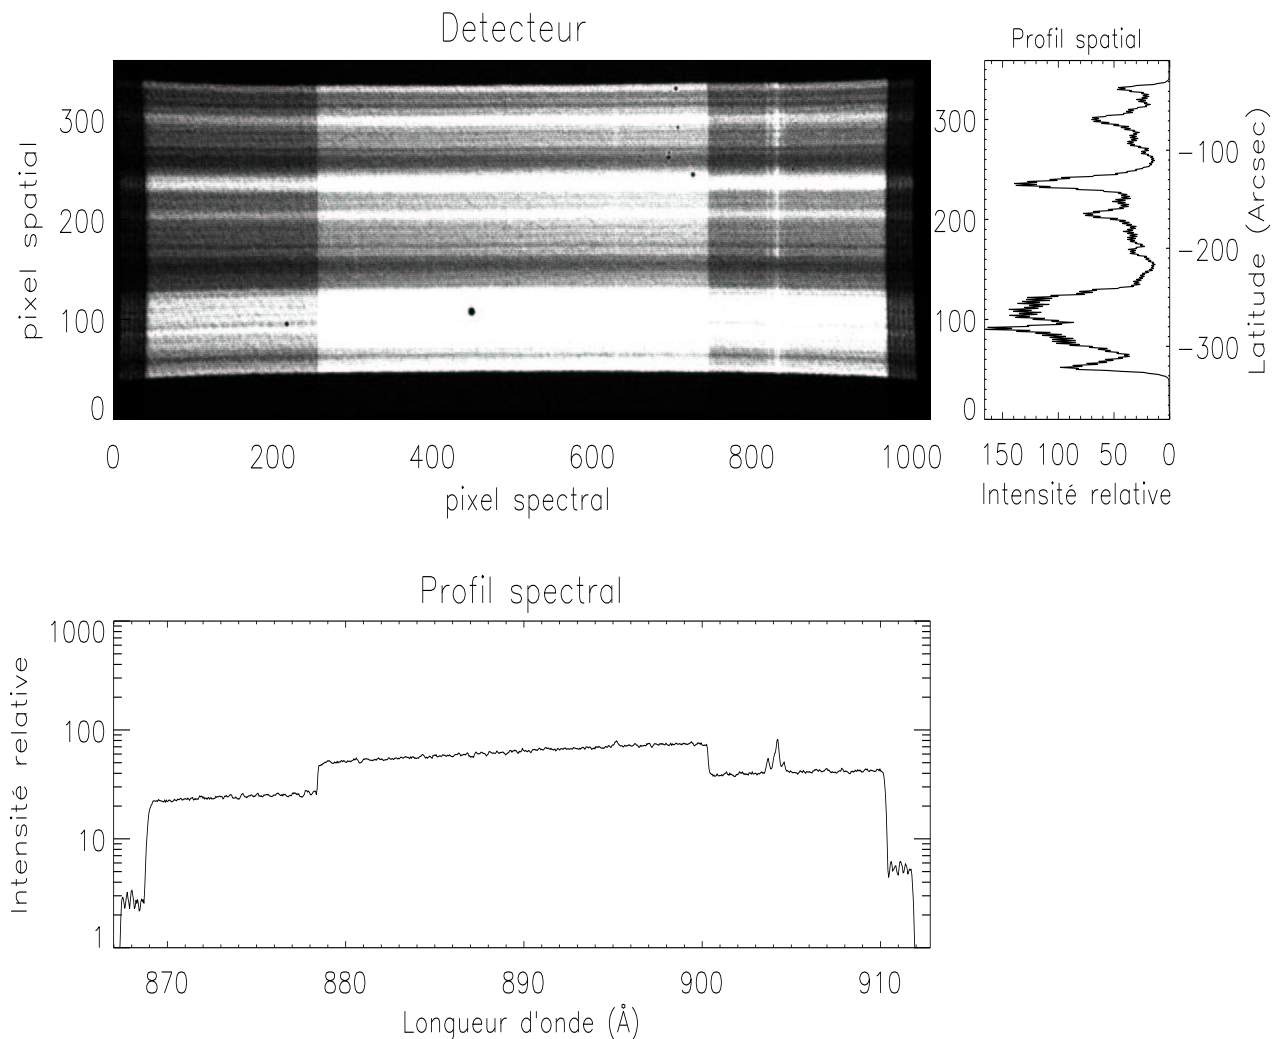 Detecteur
Profil spatial
300
200
100
0
pixel spatial
0 200 400 600 800 1000
pixel spectral
300
200
100
0
-100
-200
-300
Latitude (Arcsec)
150 100 50 0
Intensité relative
Profil spectral
1000
100
10
1
Intensité relative
870 880 890 900 910
Longueur d'onde (Å)